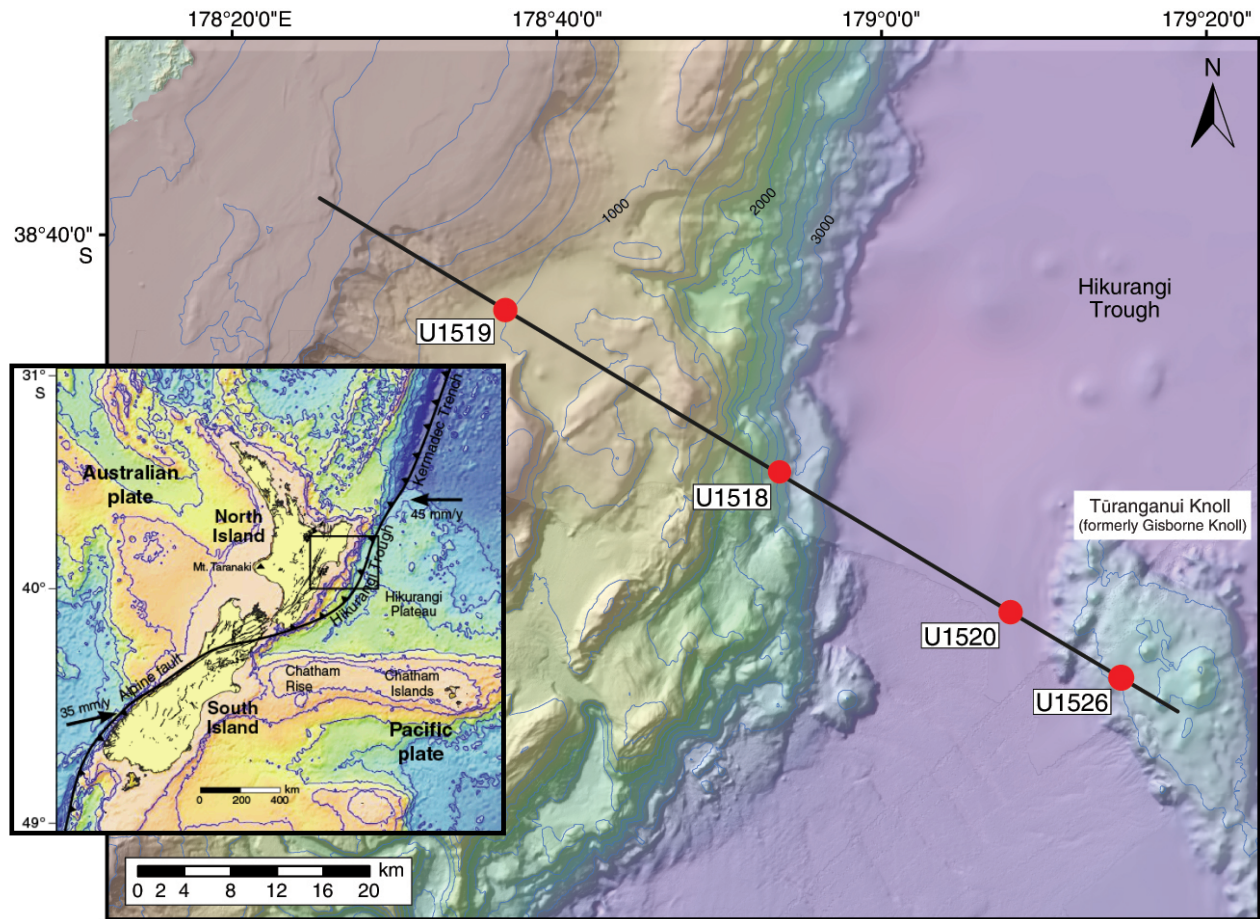 178°20'0"E
178°40'0"
179°0'0"
179°20'0"
N
38°40'0"
S
1000
2000
3000
Hikurangi
Trough
U1519
U1518
Tūranganui Knoll
(formerly Gisborne Knoll)
U1520
U1526
31°
S
40°
49°
Australian
plate
Kermadec Trench
45 mm/y
North
Island
Mt. Taranaki
Hikurangi Trough
Hikurangi
Plateau
Alpine fault
35 mm/y
Chatham
Rise
Chatham
Islands
South
Island
Pacific
plate
km
0 200 400
km
0 2 4 8 12 16 20